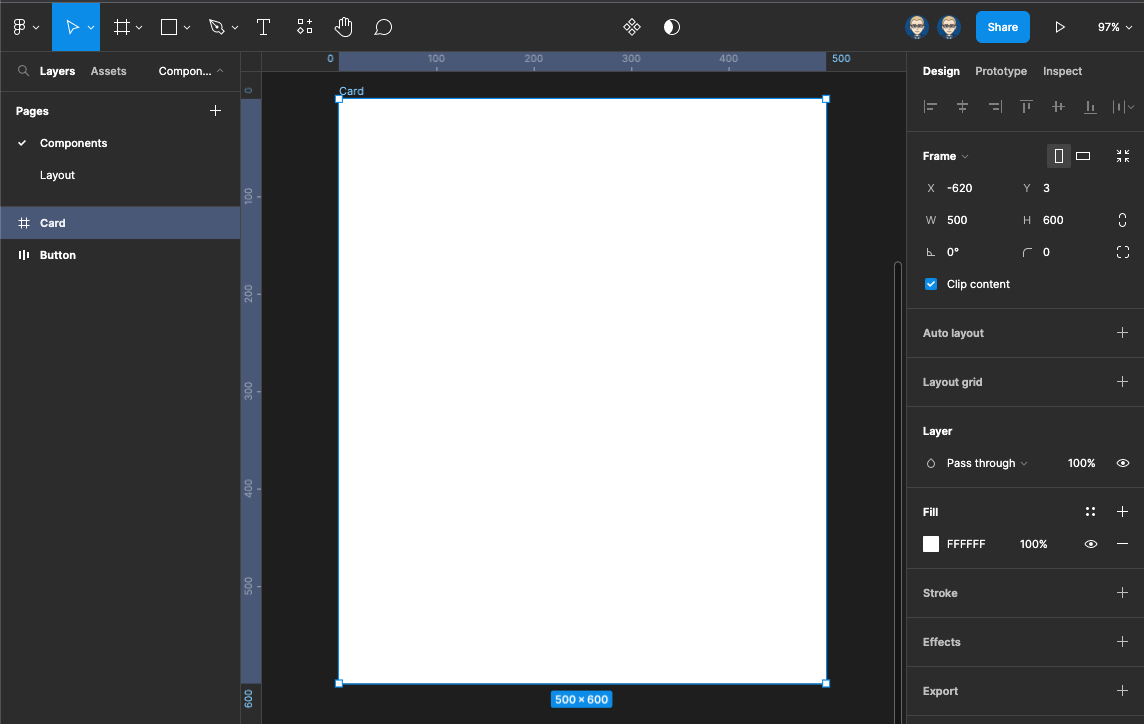 Share
97%
Layers
Assets
Compon...
Pages
Components
Layout
Card
Button
0
100
200
300
400
500
0
100
200
300
400
500
600
Card
500 × 600
Design
Prototype
Inspect
Frame
X -620
Y 3
W 500
H 600
0°
0
Clip content
Auto layout
Layout grid
Layer
Pass through
100%
Fill
FFFFFF
100%
Stroke
Effects
Export